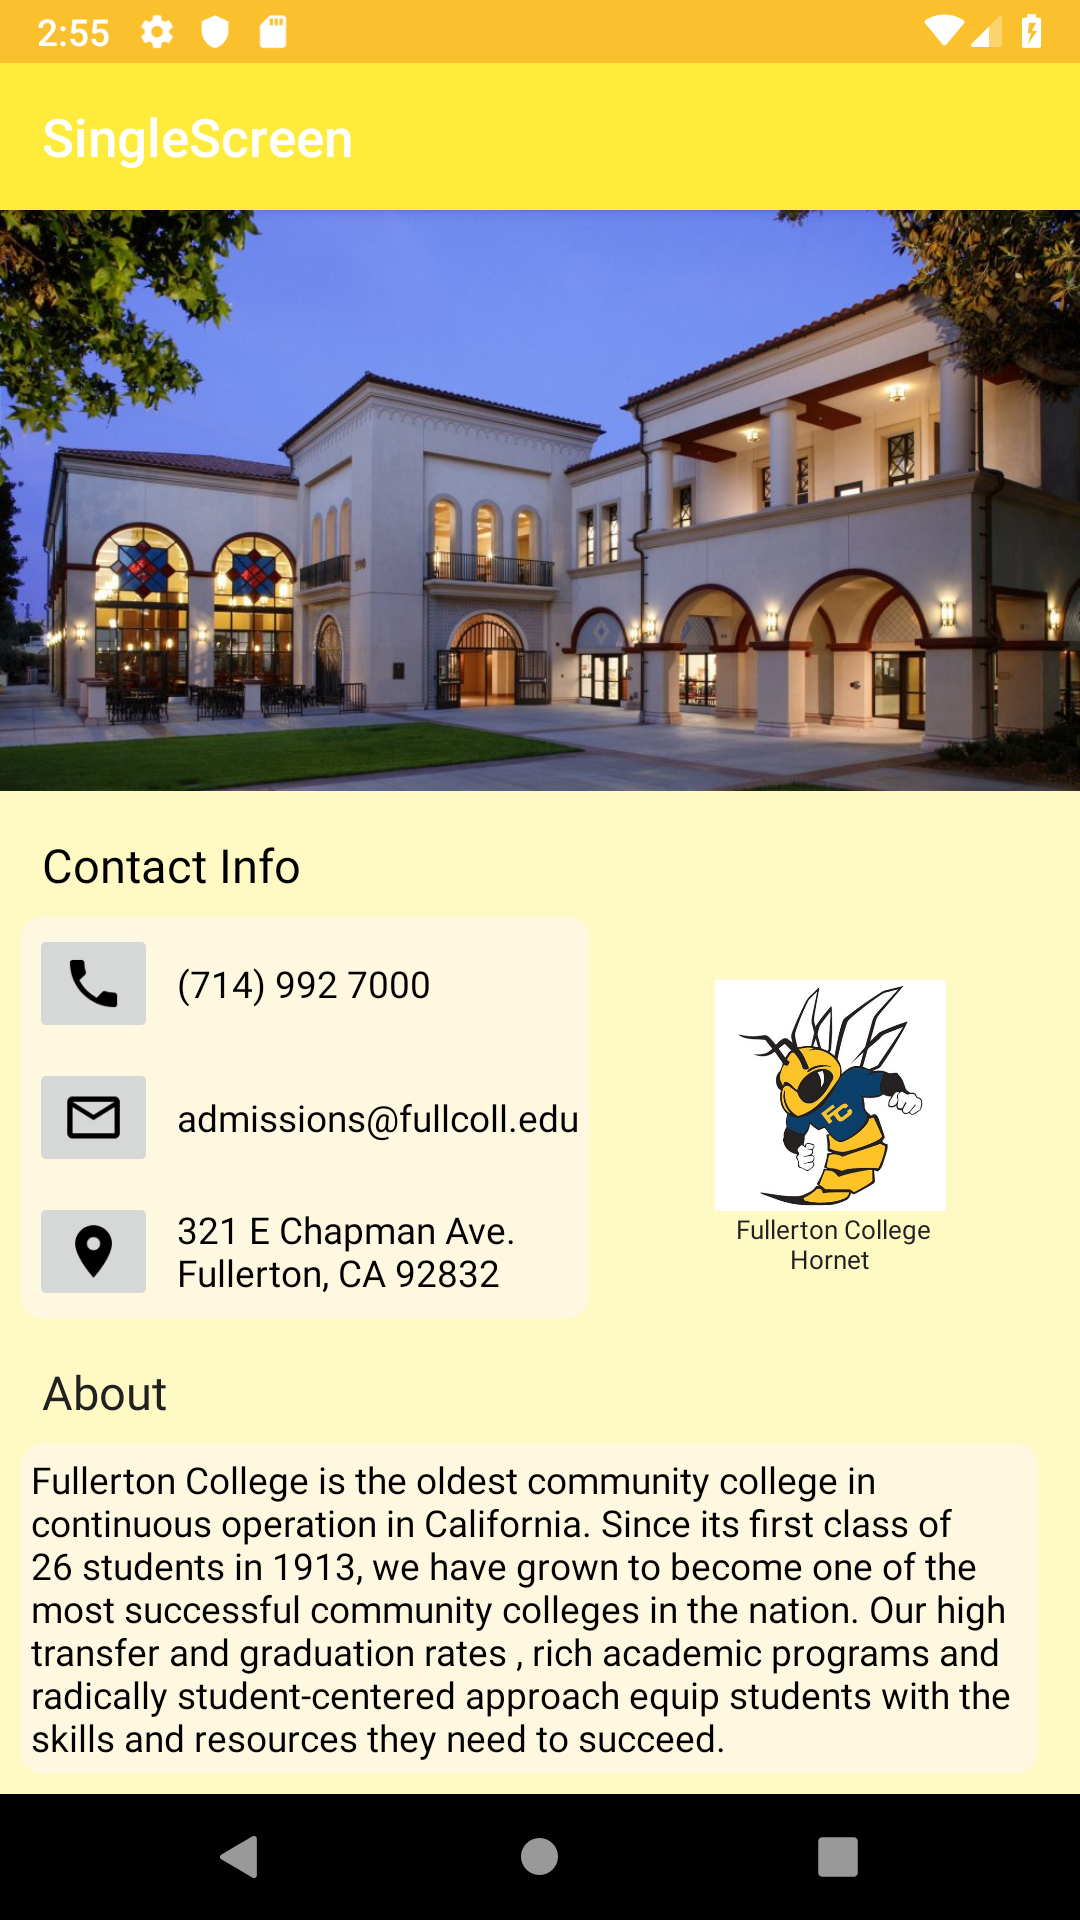 2:55
SingleScreen
Contact Info
(714) 992 7000
admissions@fullcoll.edu
321 E Chapman Ave.
Fullerton, CA 92832
FC
Fullerton College
Hornet
About
Fullerton College is the oldest community college in
continuous operation in California. Since its first class of
26 students in 1913, we have grown to become one of the
most successful community colleges in the nation. Our high
transfer and graduation rates , rich academic programs and
radically student-centered approach equip students with the
skills and resources they need to succeed.